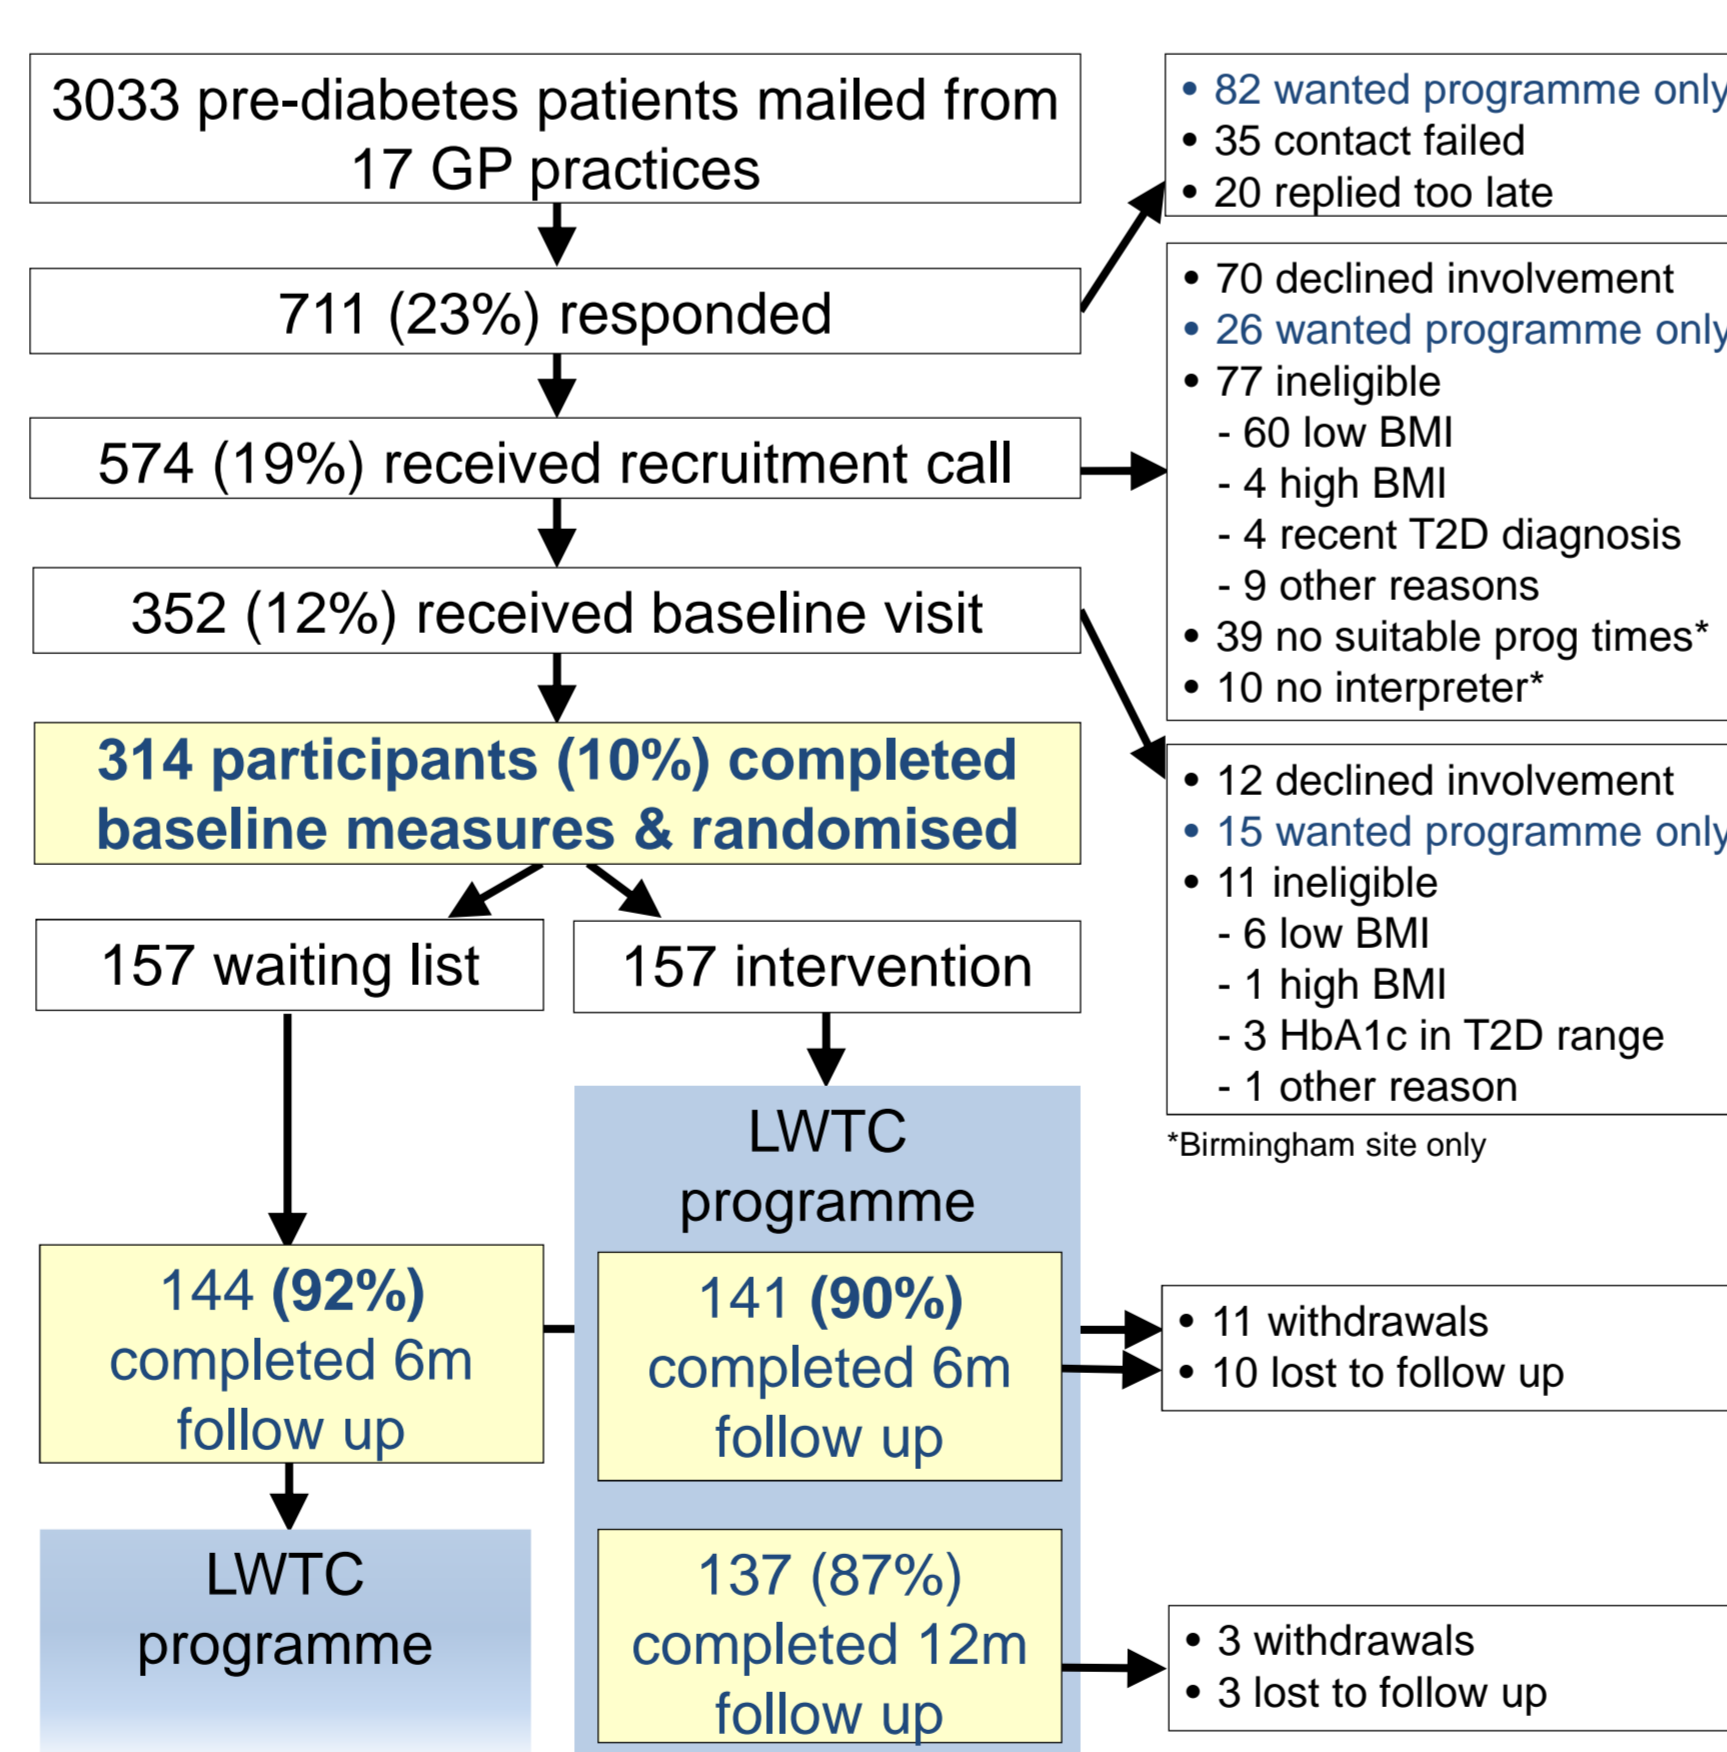 3033 pre-diabetes patients mailed from
17 GP practices
• 82 wanted programme only
• 35 contact failed
• 20 replied too late
711 (23%) responded
574 (19%) received recruitment call
• 70 declined involvement
• 26 wanted programme only
• 77 ineligible
- 60 low BMI
- 4 high BMI
- 4 recent T2D diagnosis
- 9 other reasons
• 39 no suitable prog times*
• 10 no interpreter*
352 (12%) received baseline visit
• 12 declined involvement
• 15 wanted programme only
• 11 ineligible
- 6 low BMI
- 1 high BMI
- 3 HbA1c in T2D range
- 1 other reason
*Birmingham site only
314 participants (10%) completed
baseline measures & randomised
157 waiting list
157 intervention
LWTC
programme
144 (92%)
completed 6m
follow up
141 (90%)
completed 6m
follow up
• 11 withdrawals
• 10 lost to follow up
LWTC
programme
137 (87%)
completed 12m
follow up
• 3 withdrawals
• 3 lost to follow up